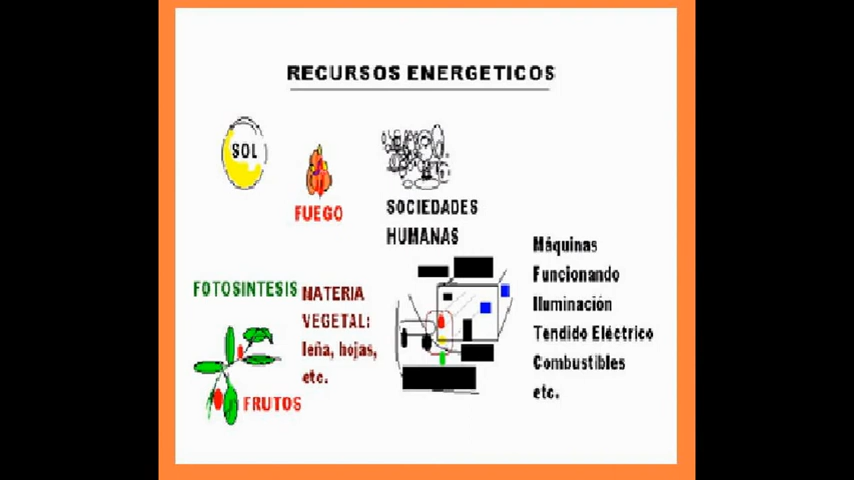 RECURSOS ENERGETICOS
SOL
FUEGO
SOCIEDADES
HUMANAS
FOTOSINTESIS
MATERIA
VEGETAL:
leña, hojas,
etc.
FRUTOS
Máquinas
Funcionando
Iluminación
Tendido Eléctrico
Combustibles
etc.